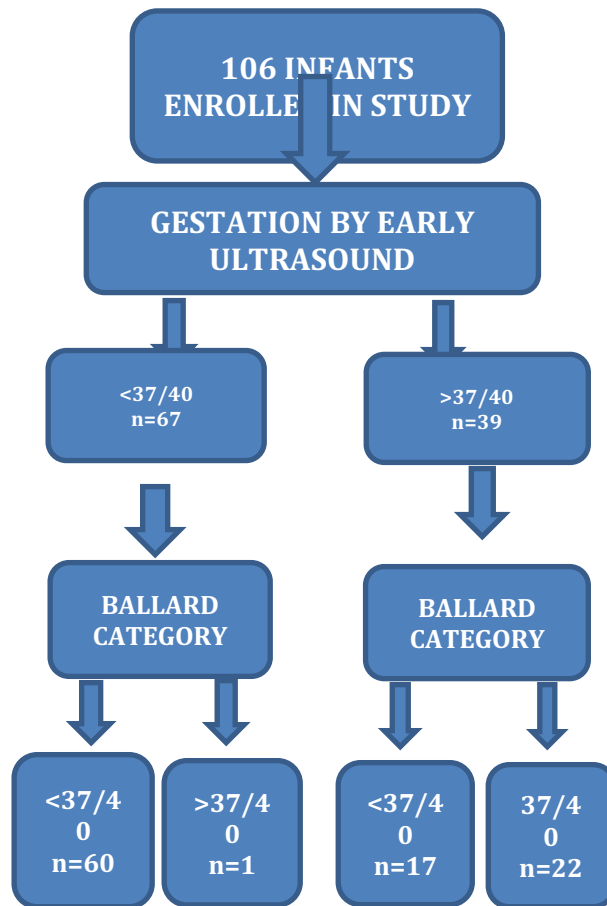 106 INFANTS
ENROLLED IN STUDY
GESTATION BY EARLY
ULTRASOUND
<37/40
n=67
>37/40
n=39
BALLARD
CATEGORY
BALLARD
CATEGORY
<37/4
0
n=60
>37/4
0
n=1
<37/4
0
n=17
37/4
0
n=22